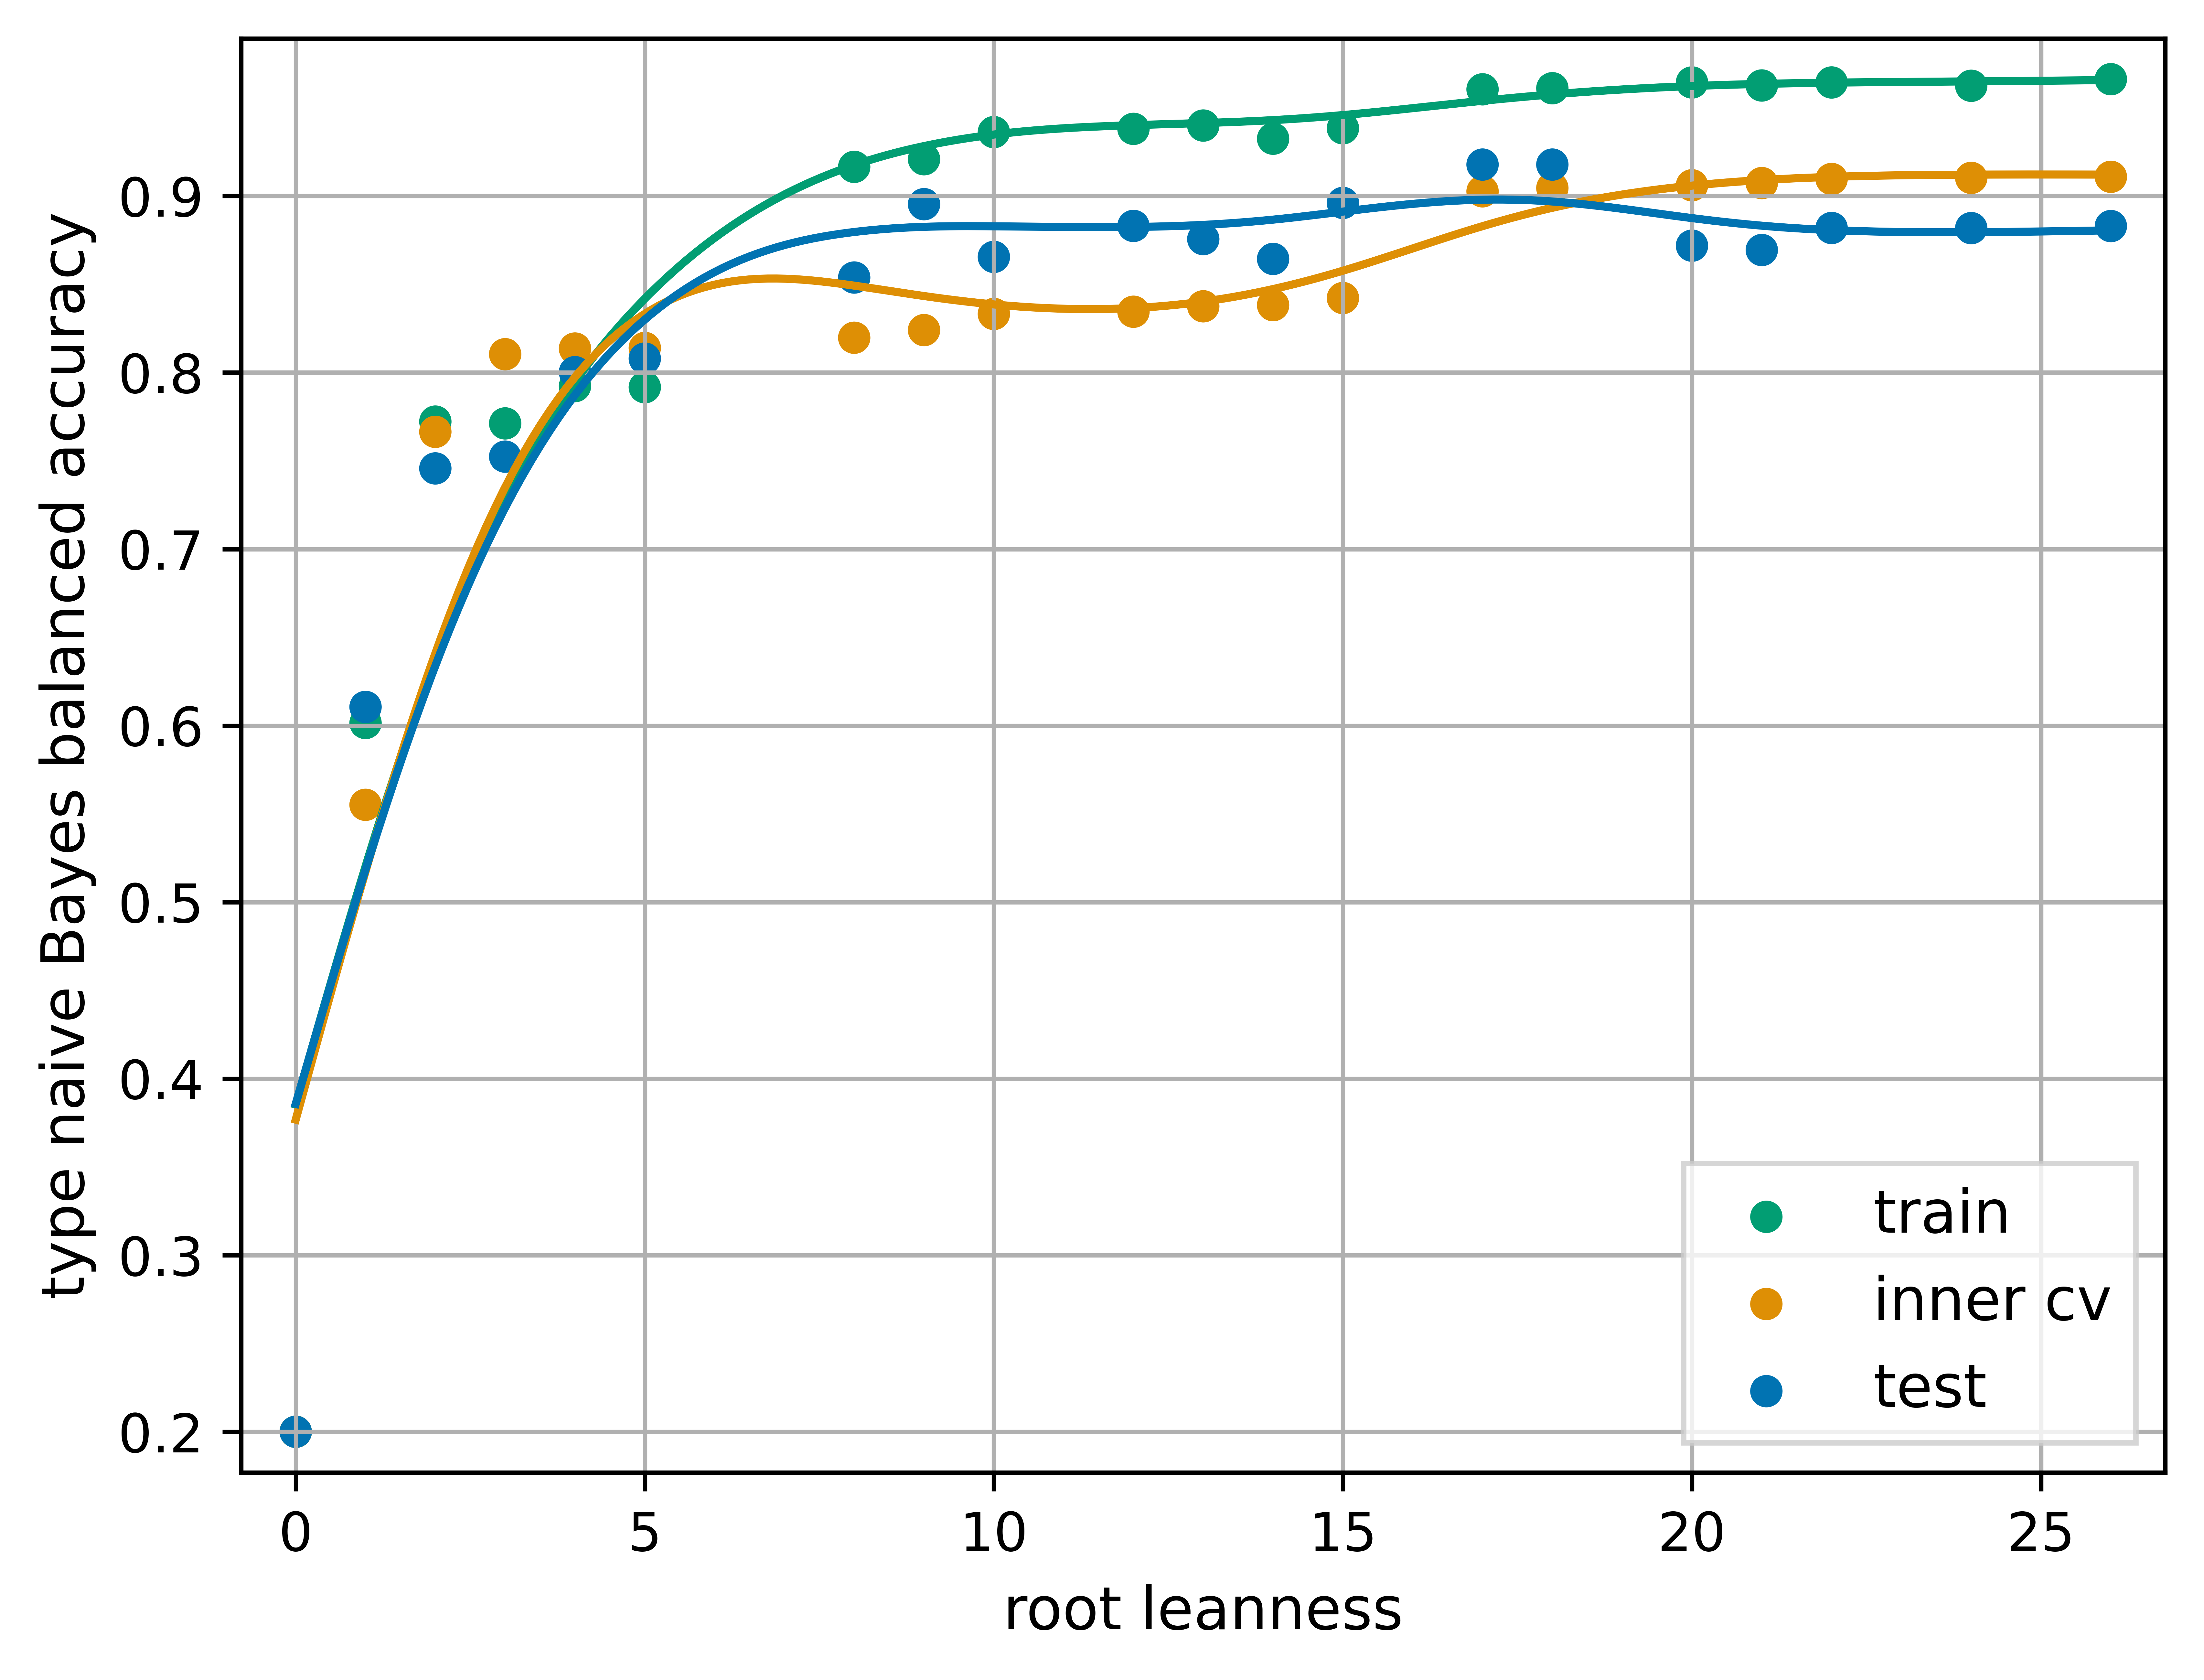 type naive Bayes balanced accuracy
0.9
0.8
0.7
0.6
0.5
0.4
0.3
0.2
0 5 10 15 20 25
root leanness
train
inner cv
test